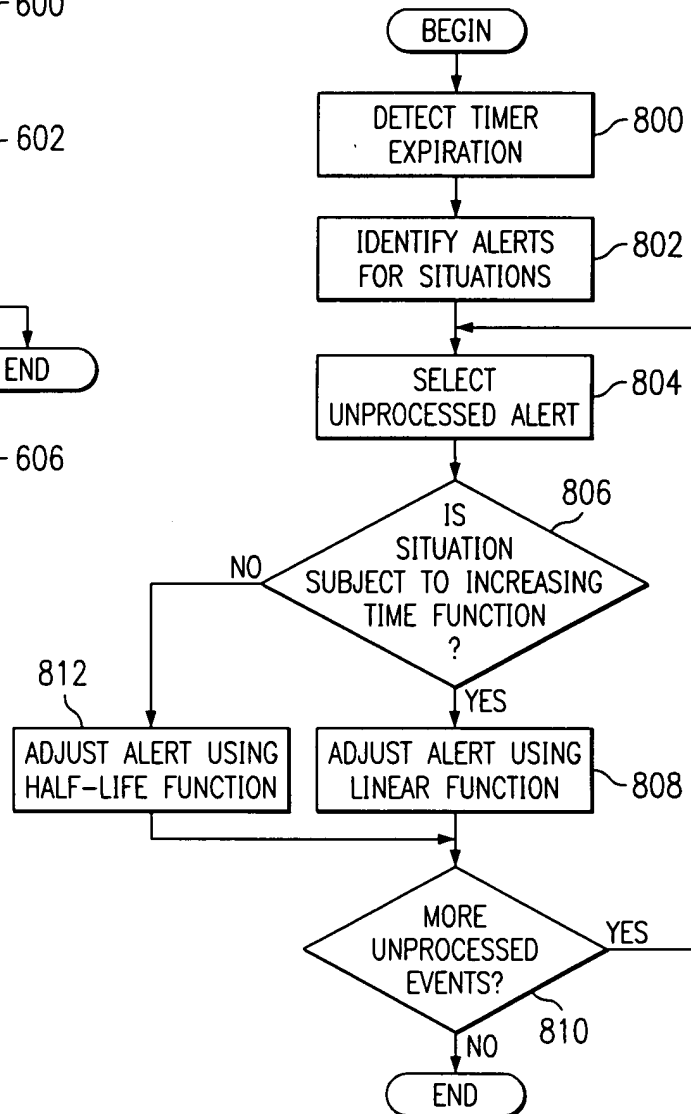 600
602
END
606
BEGIN
DETECT TIMER
EXPIRATION
800
IDENTIFY ALERTS
FOR SITUATIONS
802
SELECT
UNPROCESSED ALERT
804
IS
SITUATION
SUBJECT TO INCREASING
TIME FUNCTION
?
806
NO
YES
812
ADJUST ALERT USING
HALF-LIFE FUNCTION
ADJUST ALERT USING
LINEAR FUNCTION
808
MORE
UNPROCESSED
EVENTS?
YES
810
NO
END